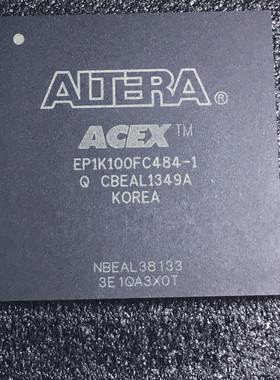 ALTERA®
ACEX™
EP1K100FC484-1
Q CBEAL1349A
KOREA
NBEAL38133
3E1QA3X0T